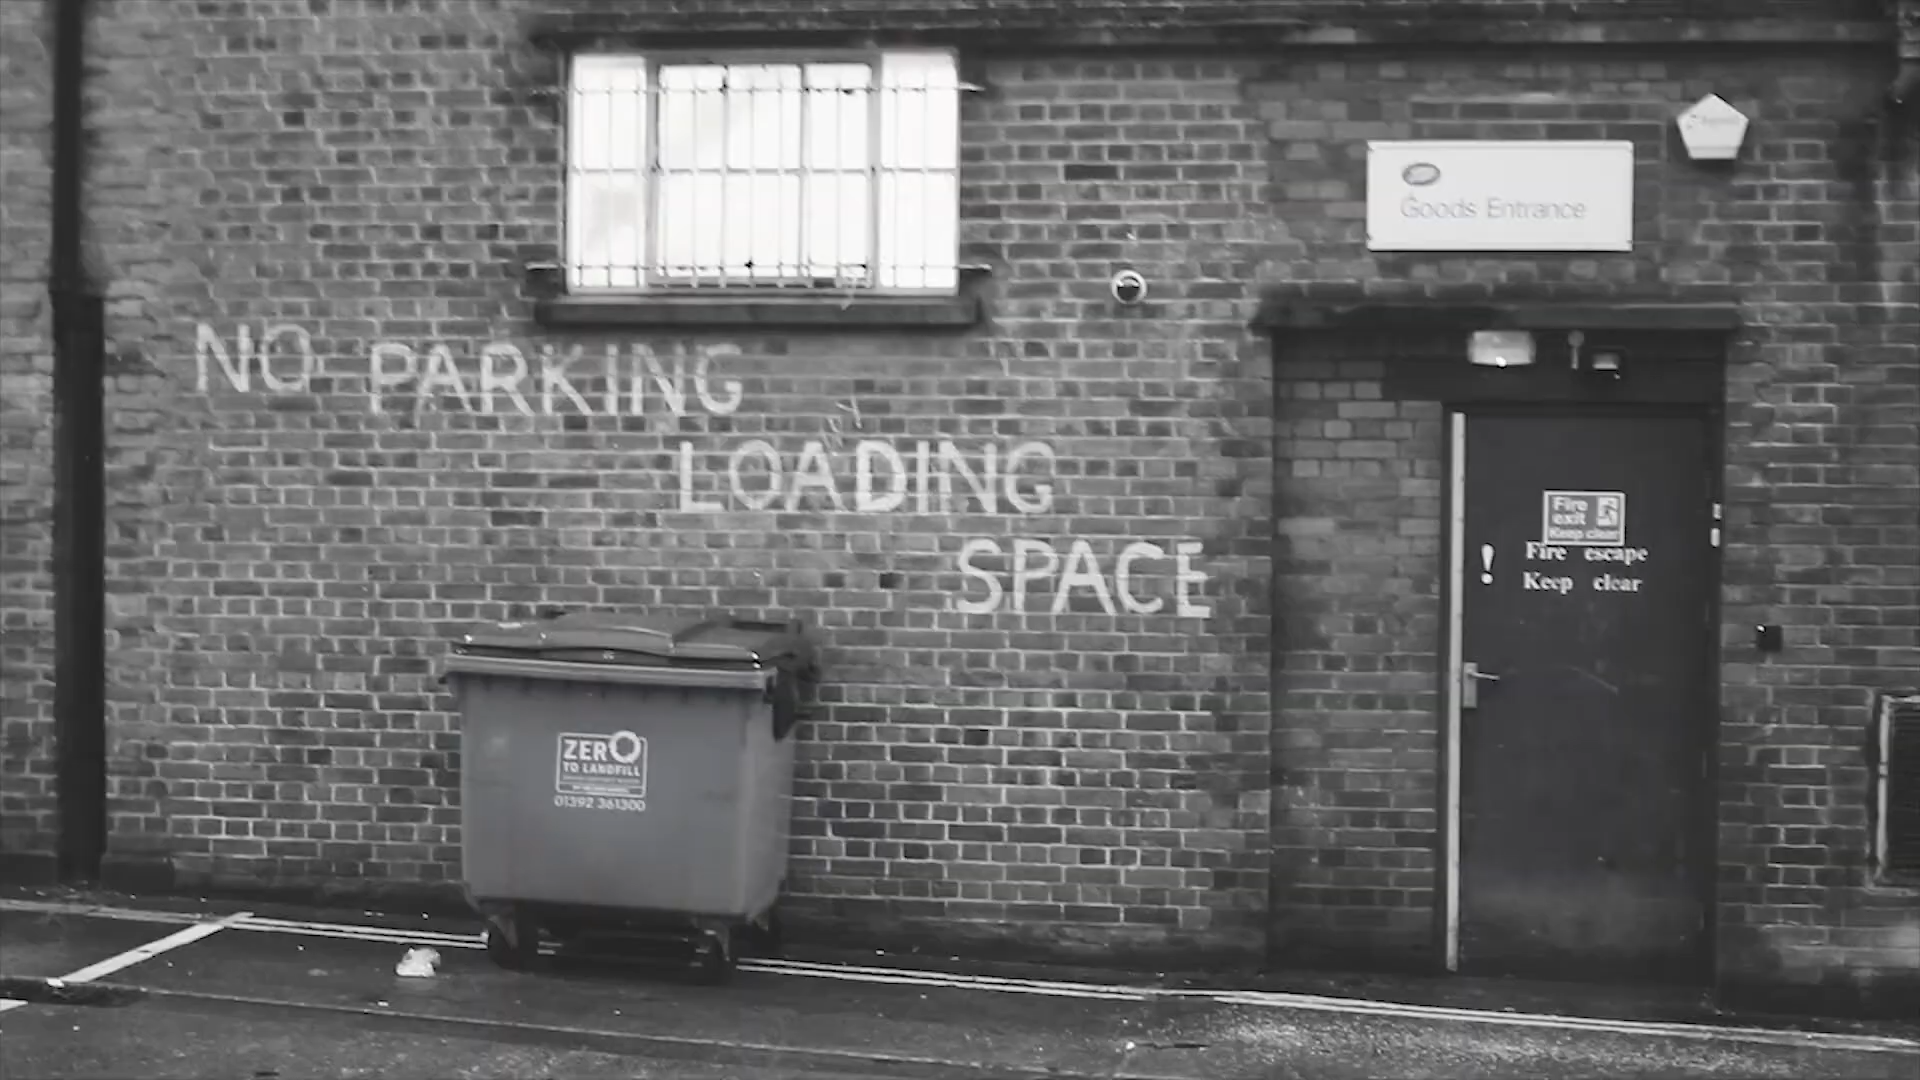 Goods Entrance
NO PARKING
LOADING
SPACE
Fire
exit
Keep clear
! Fire escape
Keep clear
ZERO
TO LANDFILL
01392 361300